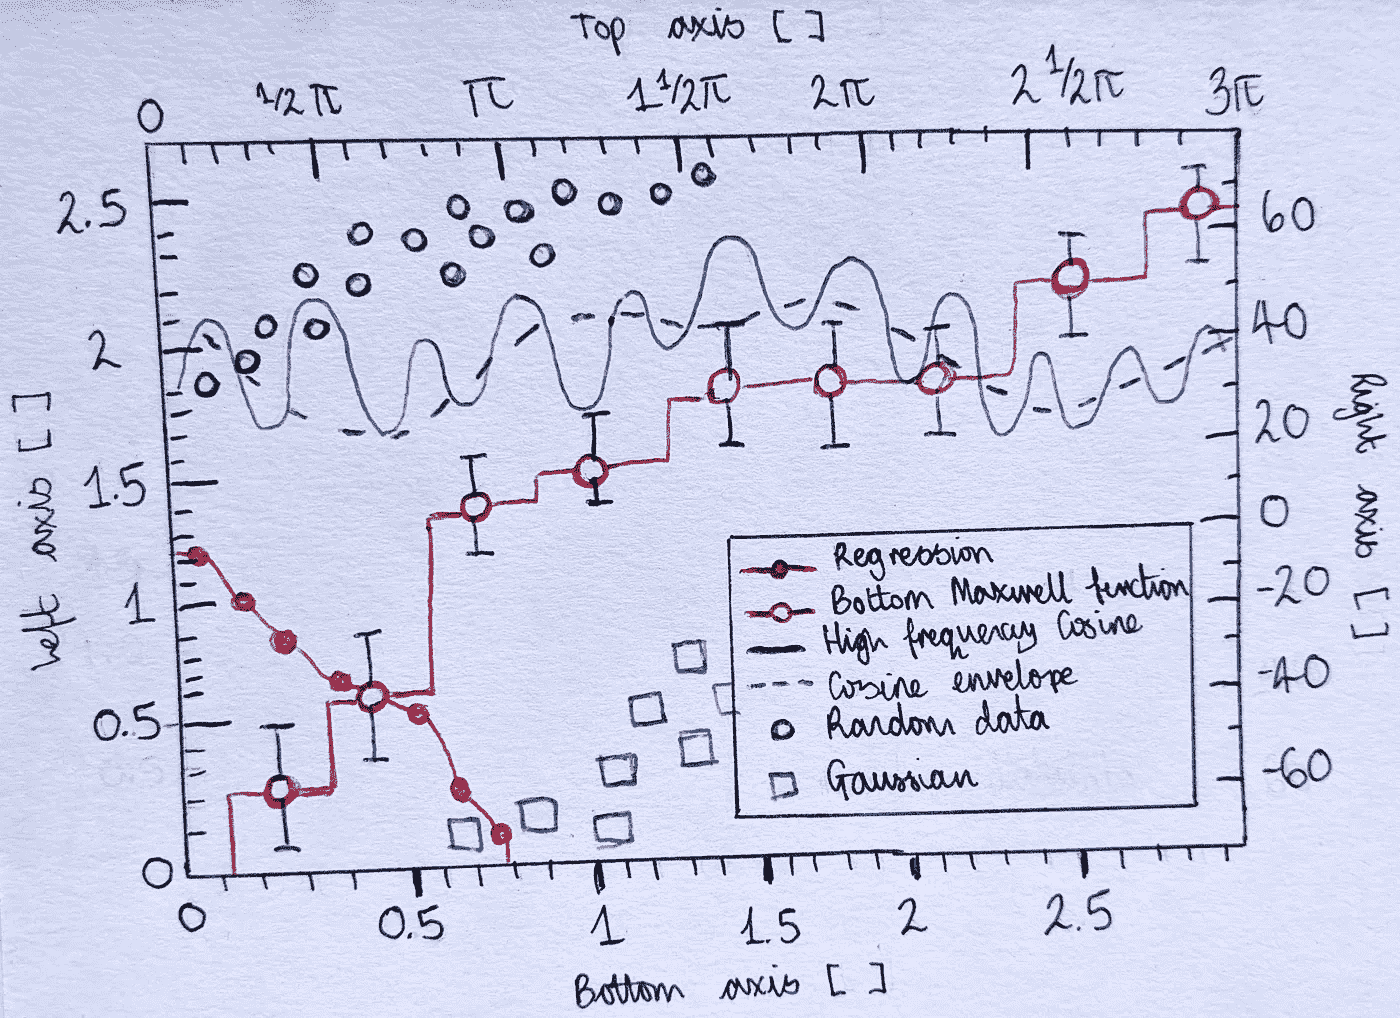 Top axis [ ]
0 1/2π π 1 1/2π 2π 2 1/2π 3π
2.5
2
1.5
1
0.5
0
Left axis [ ]
60
40
20
0
-20
-40
-60
Right axis [ ]
Regression
Bottom Maxwell function
High frequency Cosine
Cosine envelope
Random data
Gaussian
0 0.5 1 1.5 2 2.5
Bottom axis [ ]